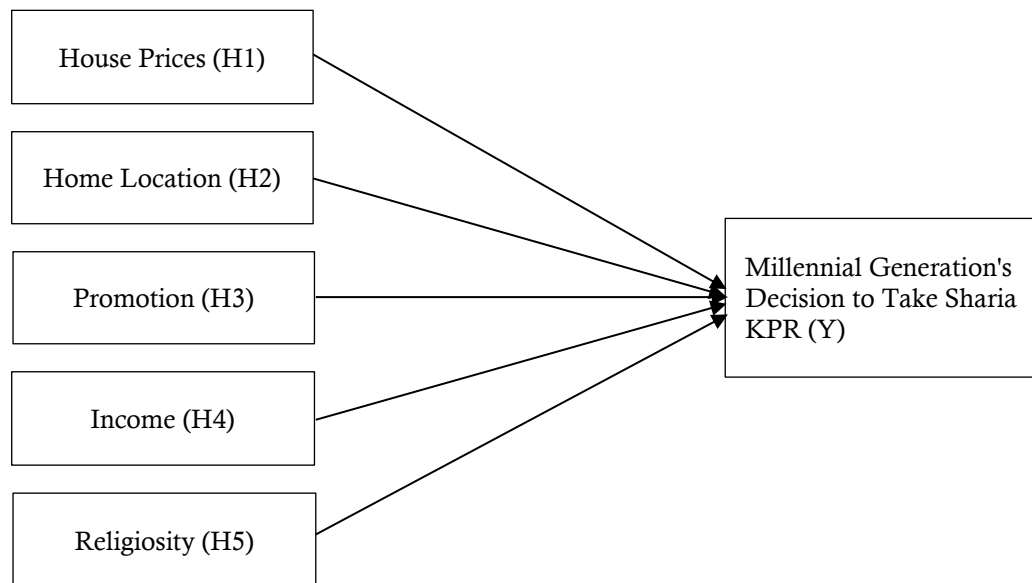 House Prices (H1)
Home Location (H2)
Promotion (H3)
Income (H4)
Religiosity (H5)
Millennial Generation's
Decision to Take Sharia
KPR (Y)